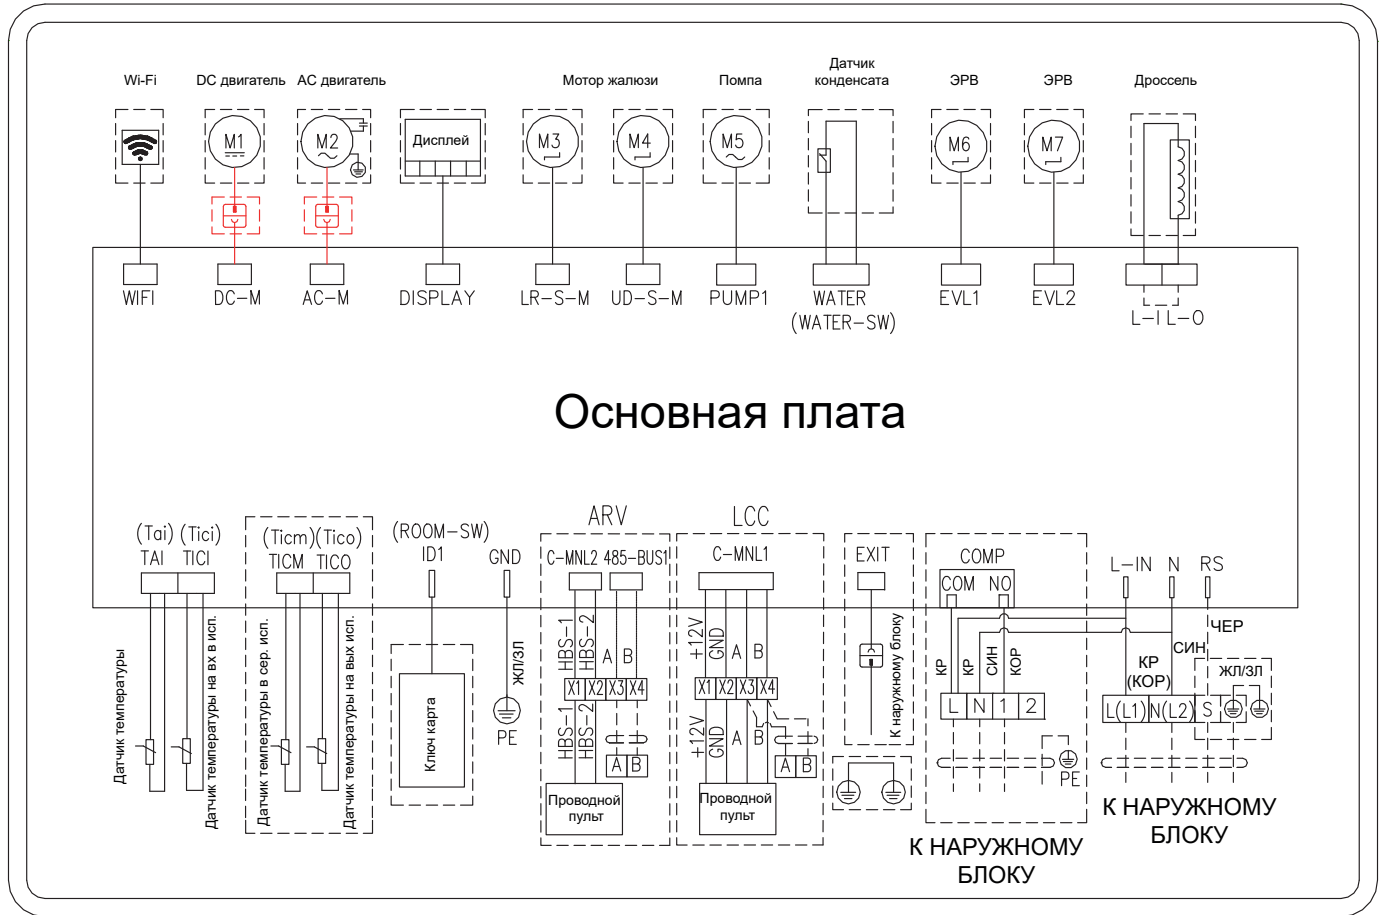 Wi-Fi
DC двигатель
AC двигатель
Мотор жалюзи
Помпа
Датчик
конденсата
ЭРВ
ЭРВ
Дроссель
M1
M2
Дисплей
M3
M4
M5
M6
M7
WIFI
DC-M
AC-M
DISPLAY
LR-S-M
UD-S-M
PUMP1
WATER
(WATER-SW)
EVL1
EVL2
L-I
L-O
Основная плата
(Tai)
TAI
(Tici)
TICI
(Ticm)
TICM
(Tico)
TICO
(ROOM-SW)
ID1
GND
ARV
C-MNL2
485-BUS1
LCC
C-MNL1
EXIT
COMP
COM
NO
L-IN
N
RS
Датчик температуры
Датчик температуры на вх в исп.
Датчик температуры в сер. исп.
Датчик температуры на вых исп.
Ключ карта
ЖЛ/ЗЛ
PE
HBS-1
HBS-2
A
B
X1
X2
X3
X4
HBS-1
HBS-2
A
B
Проводной
пульт
+12V
GND
A
B
X1
X2
X3
X4
+12V
GND
A
B
A
B
Проводной
пульт
К наружному блоку
КР
КР
СИН
КОР
L
N
1
2
PE
К НАРУЖНОМУ
БЛОКУ
КР
(КОР)
СИН
ЧЕР
ЖЛ/ЗЛ
L(L1)
N(L2)
S
К НАРУЖНОМУ
БЛОКУ